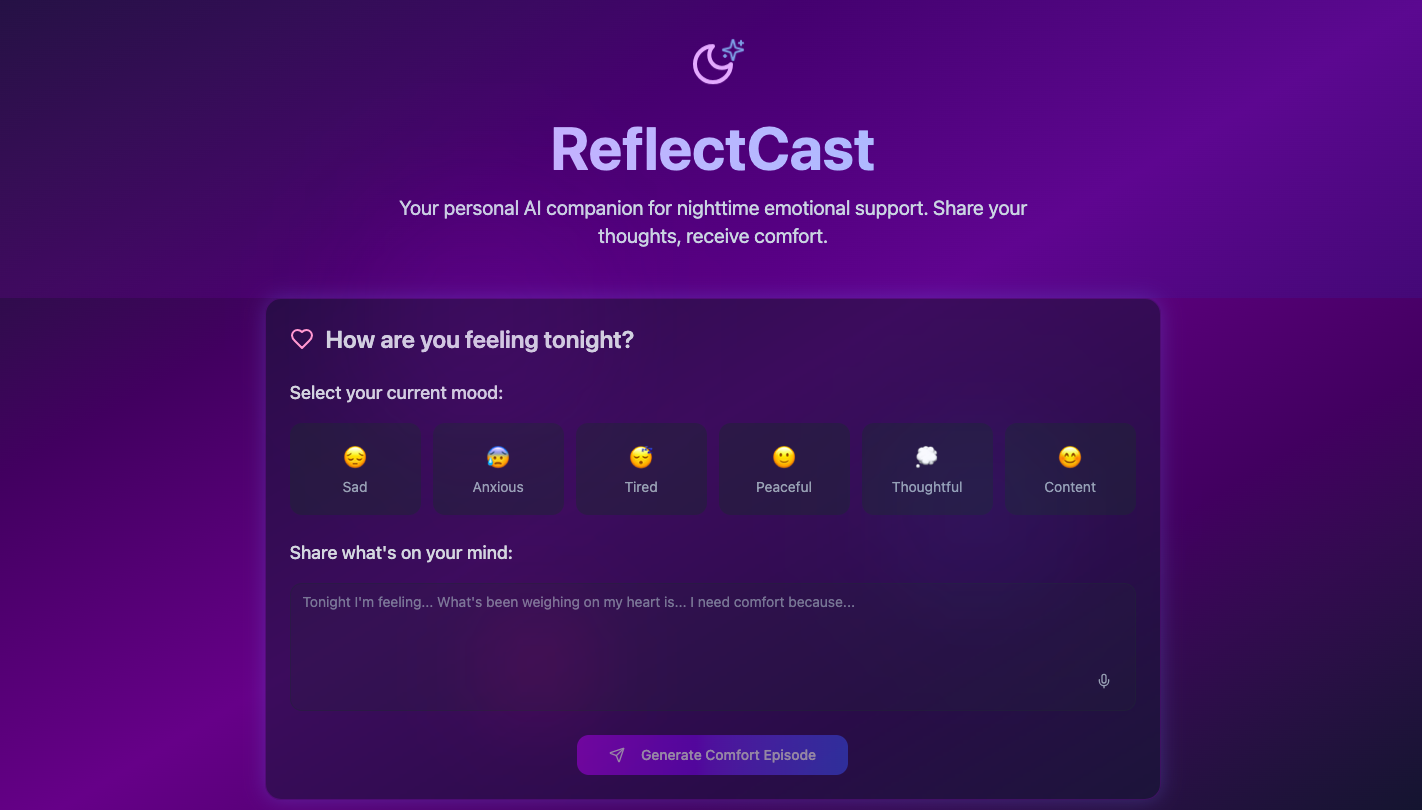 ReflectCast
Your personal AI companion for nighttime emotional support. Share your
thoughts, receive comfort.
How are you feeling tonight?
Select your current mood:
Sad
Anxious
Tired
Peaceful
Thoughtful
Content
Share what's on your mind:
Tonight I'm feeling... What's been weighing on my heart is... I need comfort because...
Generate Comfort Episode